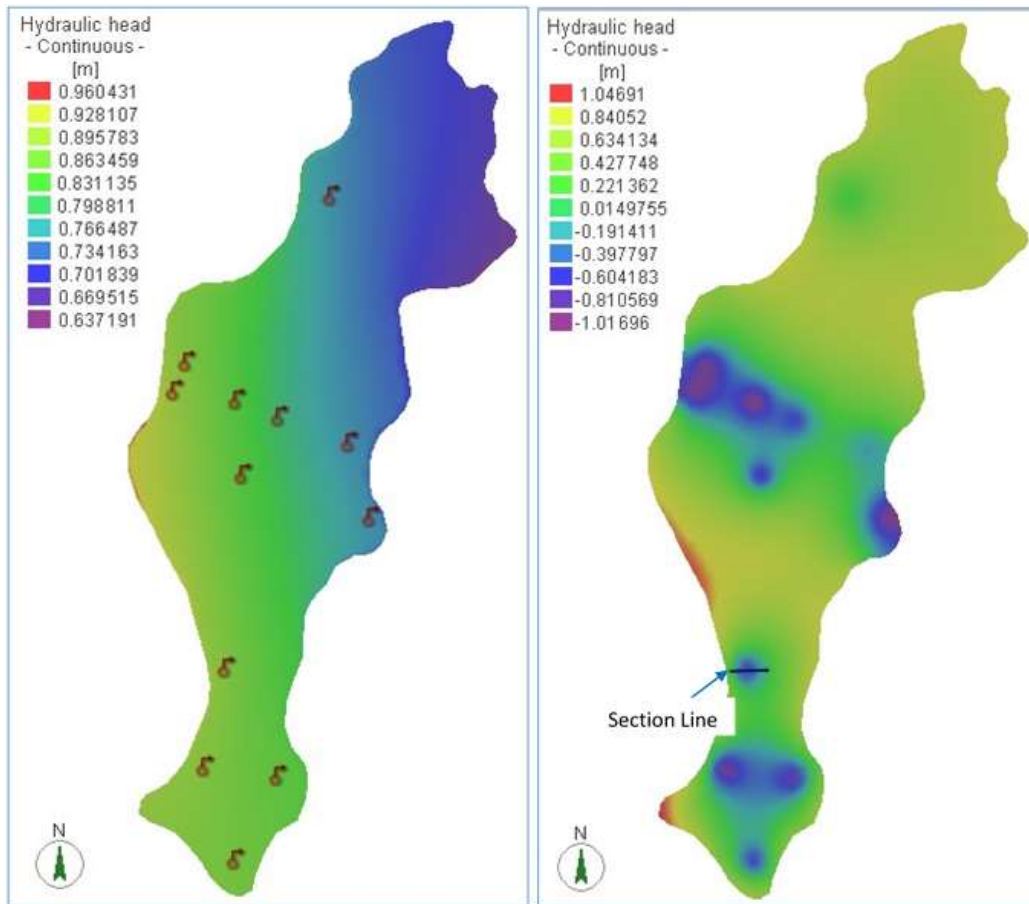 Hydraulic head
- Continuous -
[m]
0.960431
0.928107
0.895783
0.863459
0.831135
0.798811
0.766487
0.734163
0.701839
0.669515
0.637191
N
Hydraulic head
- Continuous -
[m]
1.04691
0.84052
0.634134
0.427748
0.221362
0.0149755
-0.191411
-0.397797
-0.604183
-0.810569
-1.01696
Section Line
N